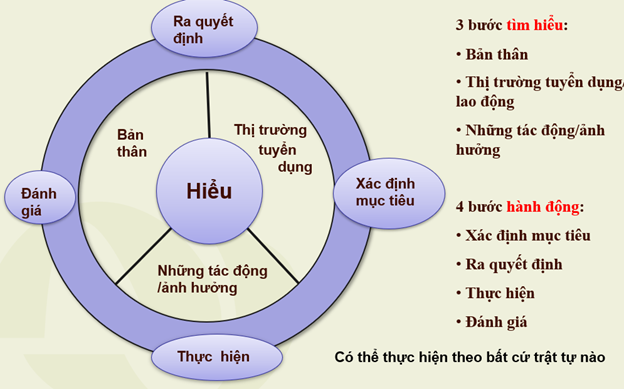 Ra quyết
định
Bản
thân
Thị trường
tuyển
dụng
Hiểu
Đánh
giá
Xác định
mục tiêu
Những tác động
/ảnh hưởng
Thực hiện
3 bước tìm hiểu:
• Bản thân
• Thị trường tuyển dụng/
lao động
• Những tác động/ảnh
hưởng
4 bước hành động:
• Xác định mục tiêu
• Ra quyết định
• Thực hiện
• Đánh giá
Có thể thực hiện theo bất cứ trật tự nào